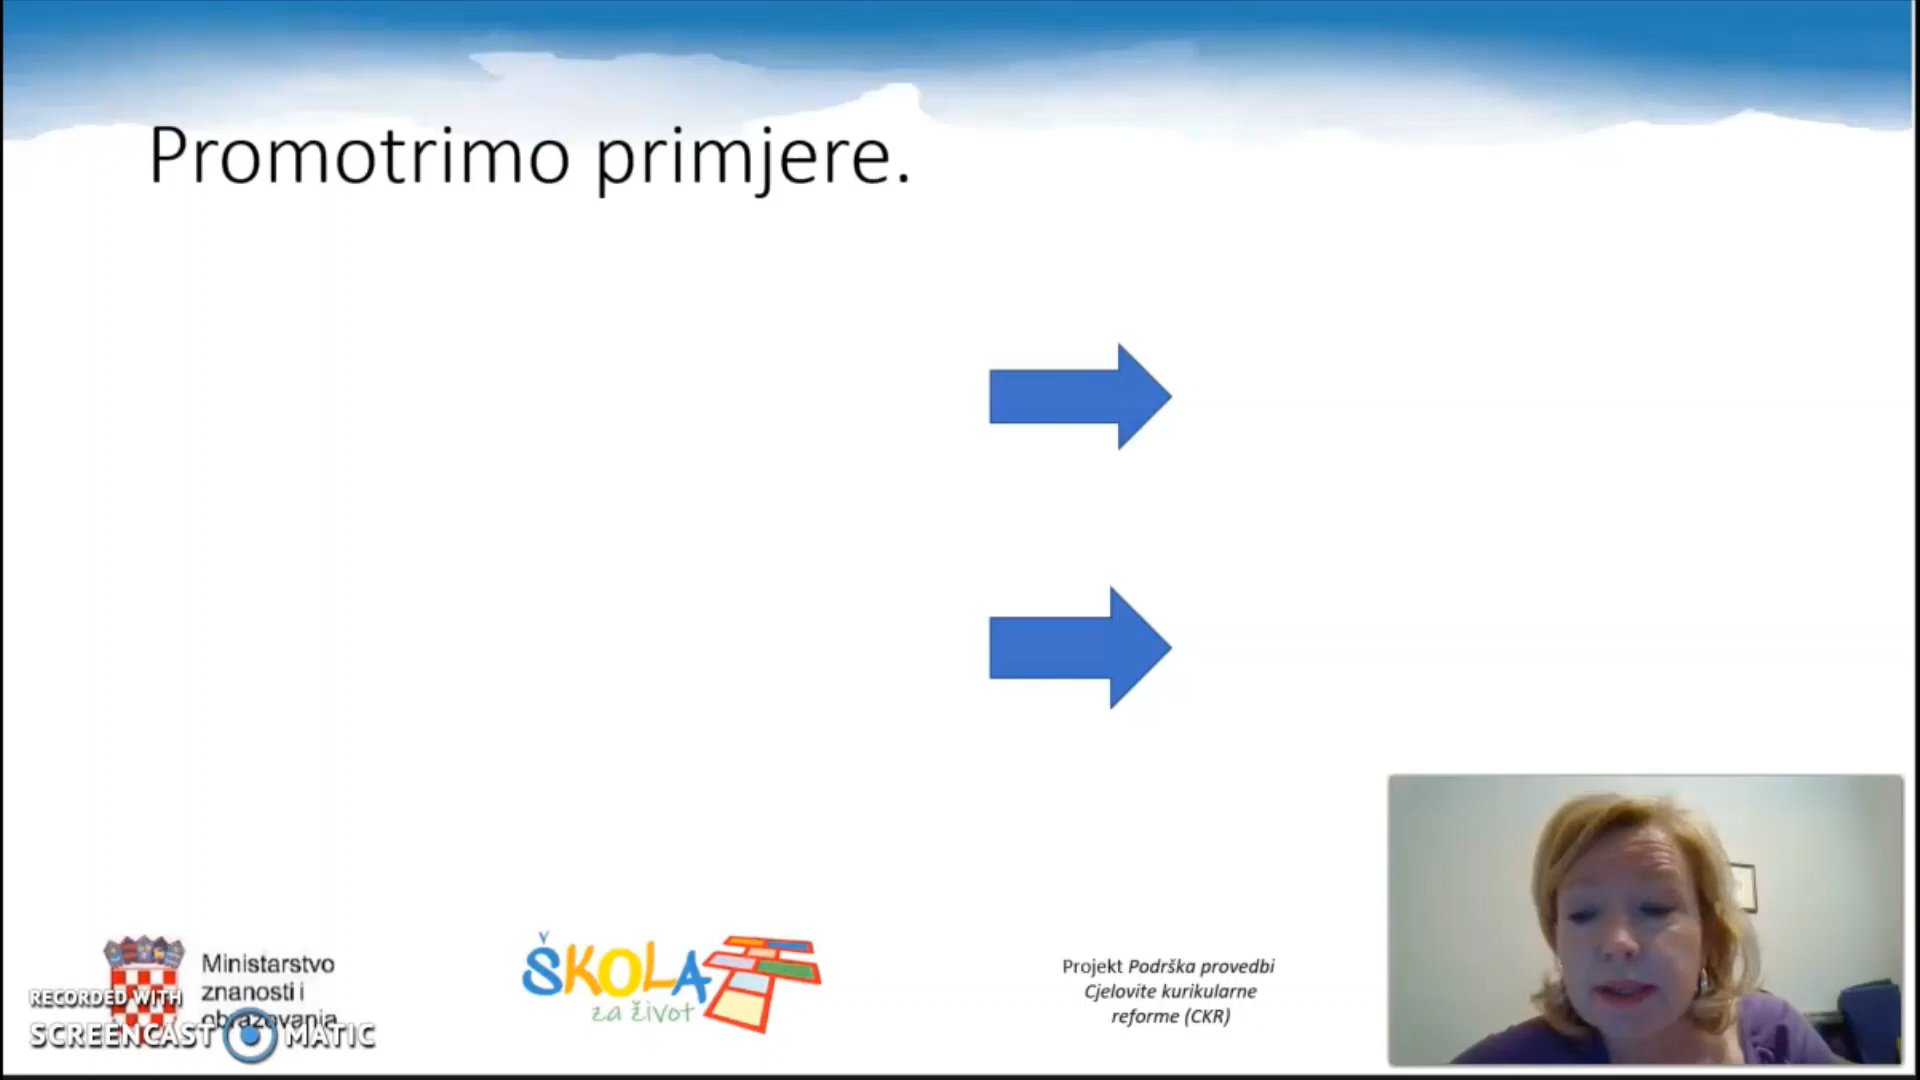 Promotrimo primjere.
Ministarstvo
znanosti i
obrazovanja
RECORDED WITH
SCREENCAST MATIC
ŠKOLA
za život
Projekt Podrška provedbi
Cjelovite kurikularne
reforme (CKR)